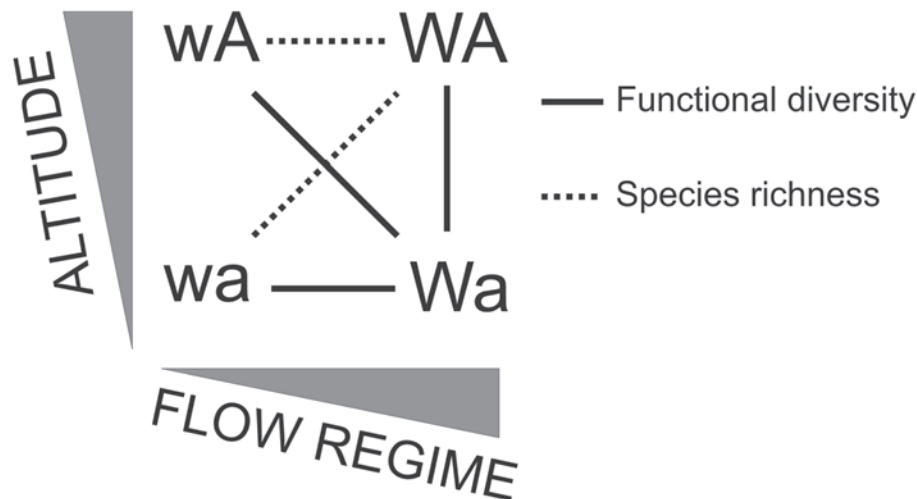 wA WA
ALTITUDE
Functional diversity
Species richness
wa Wa
FLOW REGIME